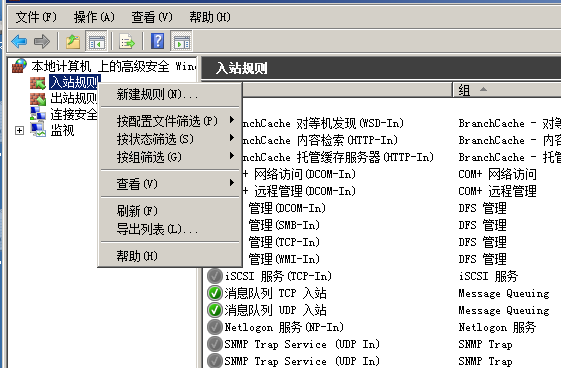 文件(F) 操作(A) 查看(V) 帮助(H)
本地计算机 上的高级安全 Win
入站规则
出站规则
连接安全
监视
新建规则(N)...
按配置文件筛选(P)
按状态筛选(S)
按组筛选(G)
查看(V)
刷新(F)
导出列表(L)...
帮助(H)
入站规则
组
BranchCache 对等机发现(WSD-In) BranchCache - 对等
BranchCache 内容检索(HTTP-In) BranchCache - 内容
BranchCache 托管缓存服务器(HTTP-In) BranchCache - 托管
COM+ 网络访问(DCOM-In) COM+ 网络访问
COM+ 远程管理(DCOM-In) COM+ 远程管理
管理(DCOM-In) DFS 管理
管理(SMB-In) DFS 管理
管理(TCP-In) DFS 管理
管理(WMI-In) DFS 管理
iSCSI 服务(TCP-In) iSCSI 服务
消息队列 TCP 入站 Message Queuing
消息队列 UDP 入站 Message Queuing
Netlogon 服务(NP-In) Netlogon 服务
SNMP Trap Service (UDP In) SNMP Trap
SNMP Trap Service (UDP In) SNMP Trap